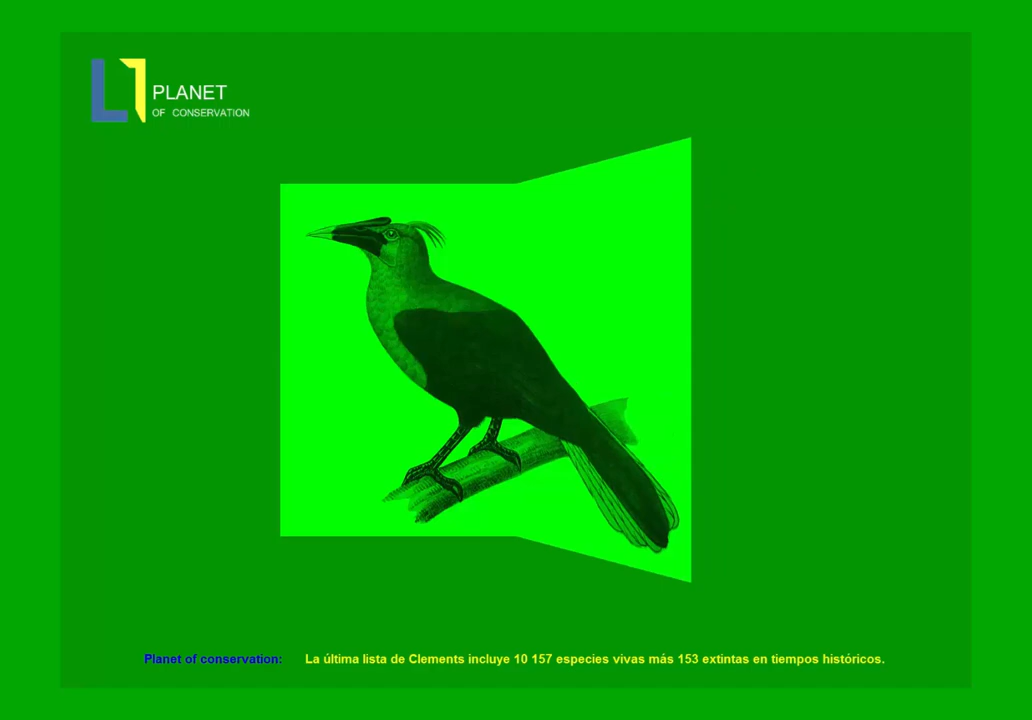 PLANET
OF CONSERVATION
Planet of conservation: La última lista de Clements incluye 10 157 especies vivas más 153 extintas en tiempos históricos.